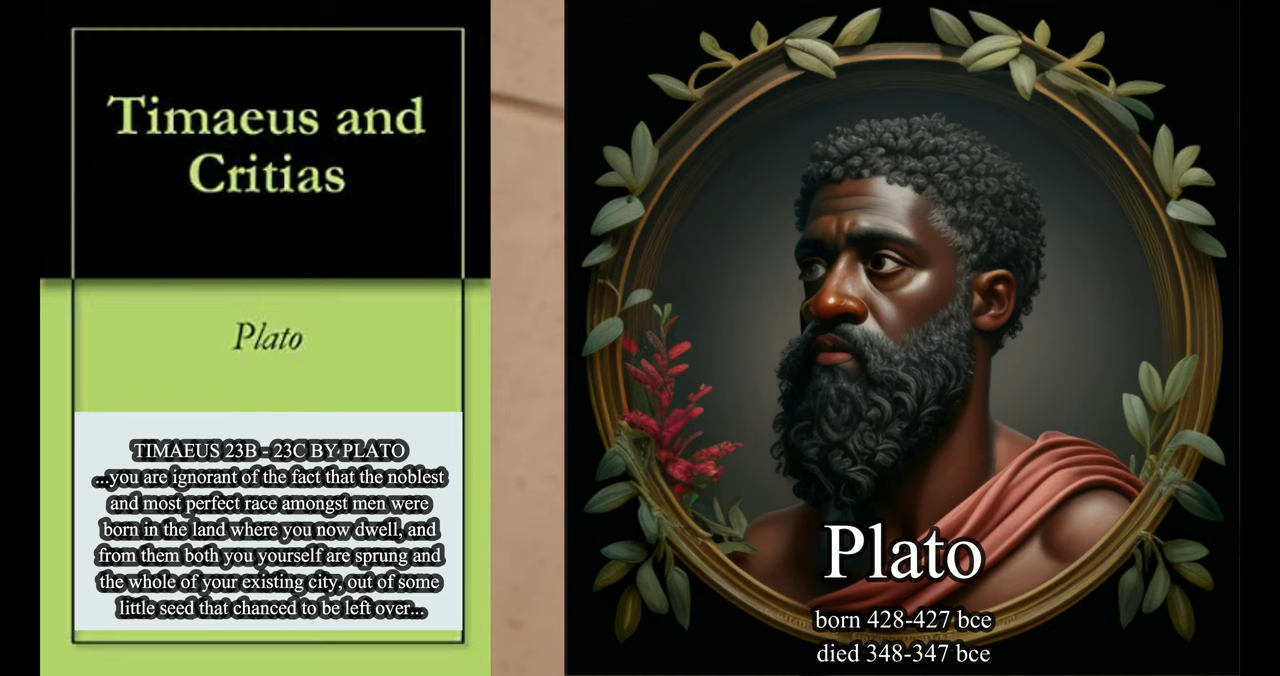 Timaeus and
Critias
Plato
TIMAEUS 23B - 23C BY PLATO
...you are ignorant of the fact that the noblest
and most perfect race amongst men were
born in the land where you now dwell, and
from them both you yourself are sprung and
the whole of your existing city, out of some
little seed that chanced to be left over...
Plato
born 428-427 bce
died 348-347 bce